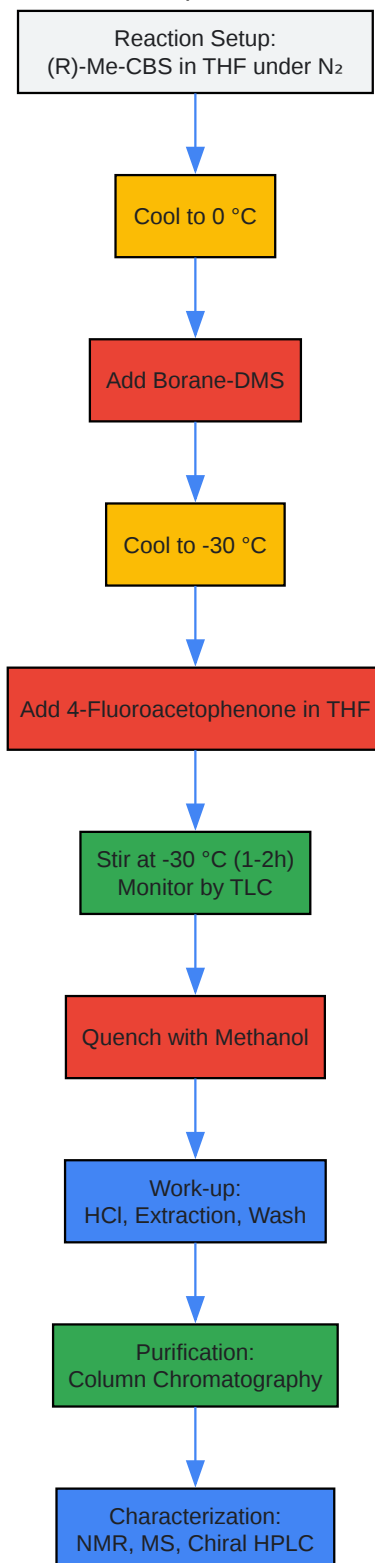 Reaction Setup:
(R)-Me-CBS in THF under N₂
Cool to 0 °C
Add Borane-DMS
Cool to -30 °C
Add 4-Fluoroacetophenone in THF
Stir at -30 °C (1-2h)
Monitor by TLC
Quench with Methanol
Work-up:
HCl, Extraction, Wash
Purification:
Column Chromatography
Characterization:
NMR, MS, Chiral HPLC